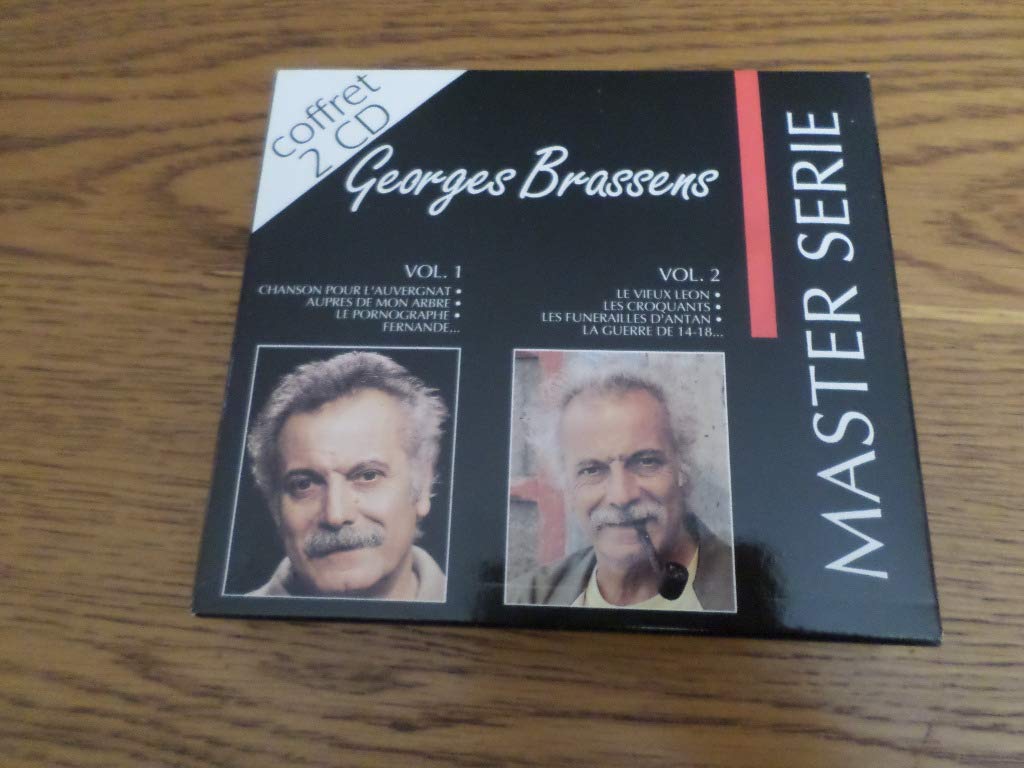 coffret
2 CD
Georges Brassens
VOL. 1
CHANSON POUR L'AUVERGNAT •
AUPRES DE MON ARBRE •
LE PORNOGRAPHE •
FERNANDE...
VOL. 2
LE VIEUX LEON •
LES CROQUANTS •
LES FUNERAILLES D'ANTAN •
LA GUERRE DE 14-18...
MASTER SERIE